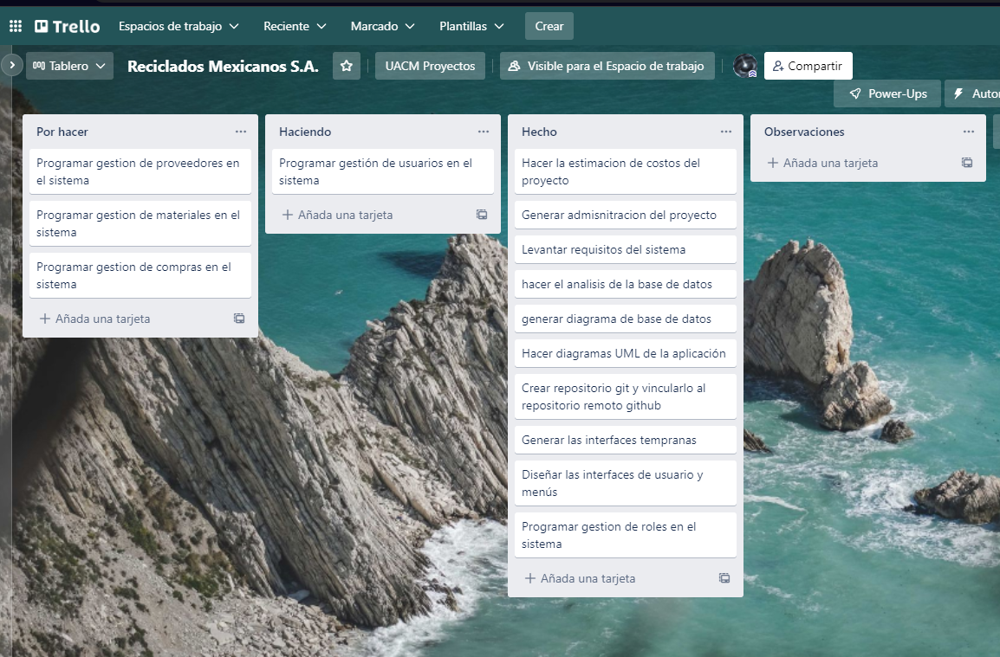 Trello
Espacios de trabajo
Reciente
Marcado
Plantillas
Crear
Tablero
Reciclados Mexicanos S.A.
UACM Proyectos
Visible para el Espacio de trabajo
Compartir
Power-Ups
Por hacer
Programar gestion de proveedores en
el sistema
Programar gestion de materiales en el
sistema
Programar gestion de compras en el
sistema
Añada una tarjeta
Haciendo
Programar gestión de usuarios en el
sistema
Añada una tarjeta
Hecho
Hacer la estimacion de costos del
proyecto
Generar admisnitracion del proyecto
Levantar requisitos del sistema
hacer el analisis de la base de datos
generar diagrama de base de datos
Hacer diagramas UML de la aplicación
Crear repositorio git y vincularlo al
repositorio remoto github
Generar las interfaces tempranas
Diseñar las interfaces de usuario y
menús
Programar gestion de roles en el
sistema
Añada una tarjeta
Observaciones
Añada una tarjeta